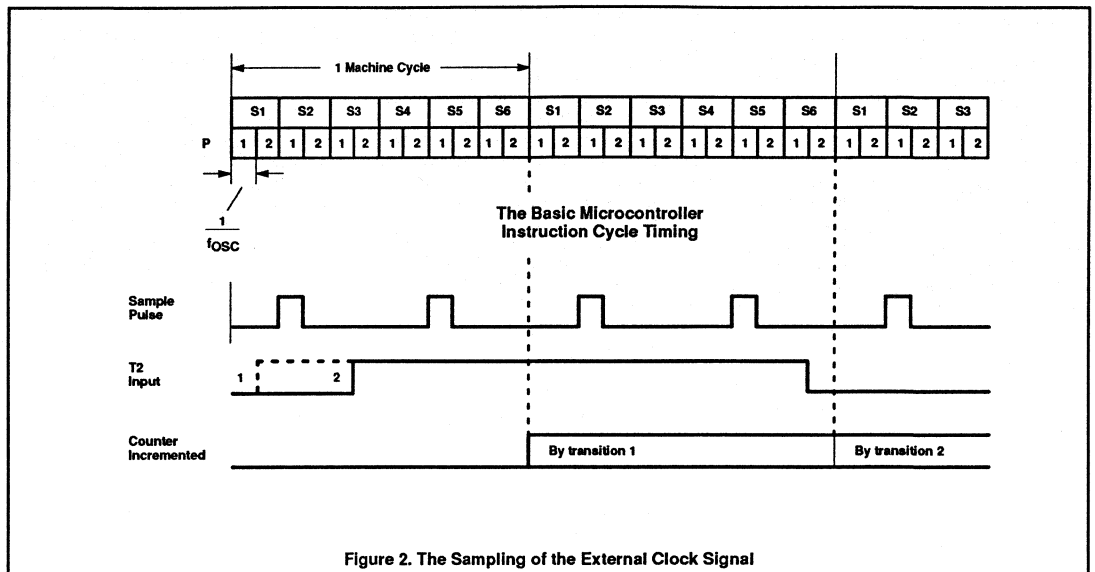 1 Machine Cycle
S1 S2 S3 S4 S5 S6 S1 S2 S3 S4 S5 S6 S1 S2 S3
P 1 2 1 2 1 2 1 2 1 2 1 2 1 2 1 2 1 2 1 2 1 2 1 2 1 2 1 2 1 2
1
fOSC
The Basic Microcontroller
Instruction Cycle Timing
Sample
Pulse
T2
Input
1 2
Counter
Incremented
By transition 1 By transition 2
Figure 2. The Sampling of the External Clock Signal